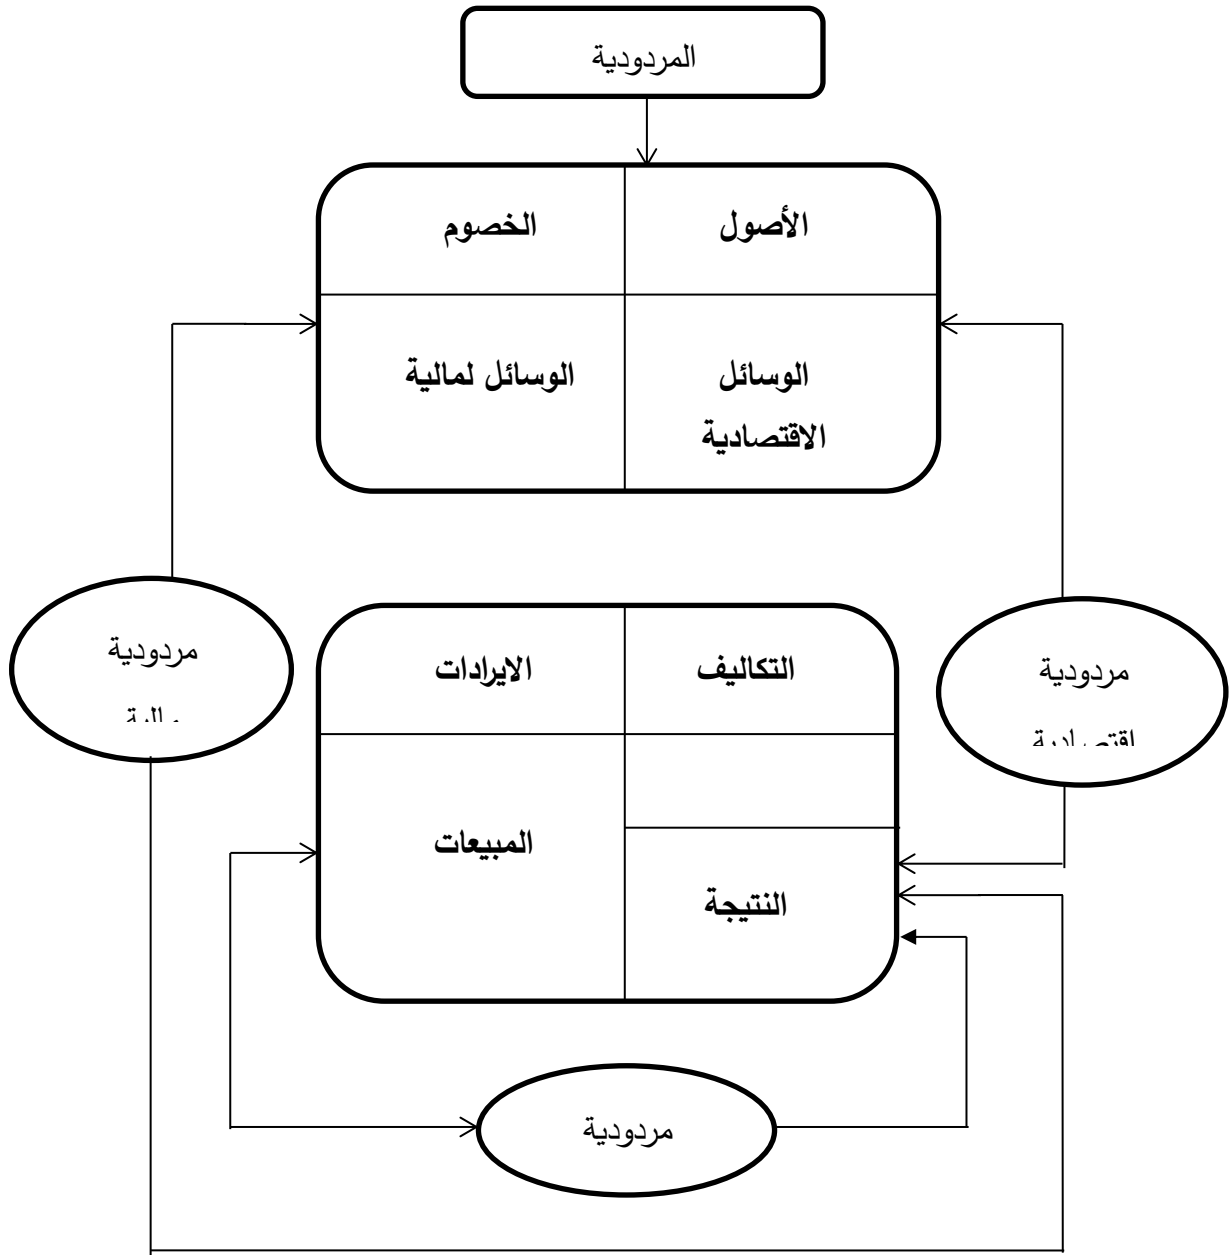 المردودية
الأصول
الخصوم
الوسائل
الاقتصادية
الوسائل لمالية
مردودية
مردودية
التكاليف
الايرادات
المبيعات
النتيجة
مردودية